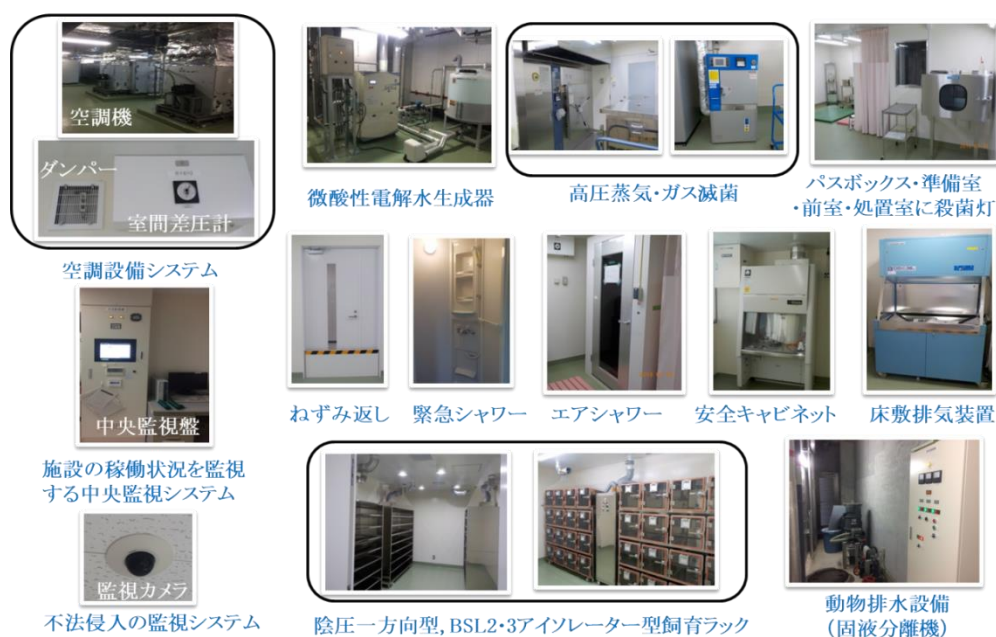 空調機
ダンパー
室間差圧計
空調設備システム
微酸性電解水生成器
高圧蒸気・ガス滅菌
パスボックス・準備室
・前室・処置室に殺菌灯
中央監視盤
施設の稼働状況を監視
する中央監視システム
ねずみ返し
緊急シャワー
エアシャワー
安全キャビネット
床敷排気装置
監視カメラ
不法侵入の監視システム
陰圧一方向型, BSL2・3アイソレーター型飼育ラック
動物排水設備
（固液分離機）